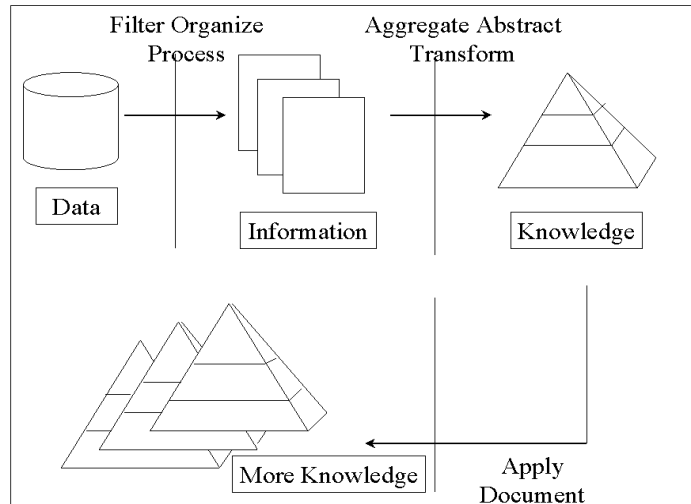 Filter Organize
Process
Aggregate Abstract
Transform
Data
Information
Knowledge
More Knowledge
Apply
Document